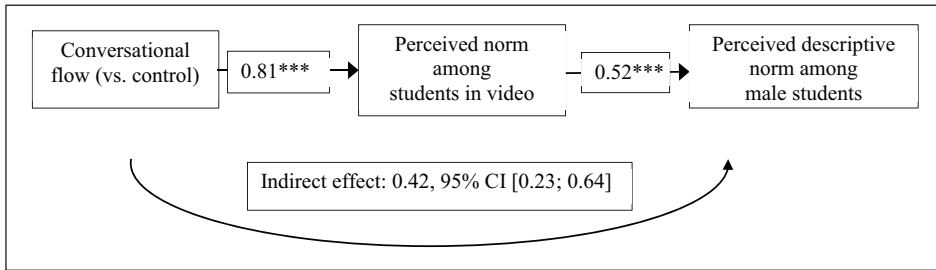 Conversational
flow (vs. control)
0.81***
Perceived norm
among
students in video
0.52***
Perceived descriptive
norm among
male students
Indirect effect: 0.42, 95% CI [0.23; 0.64]